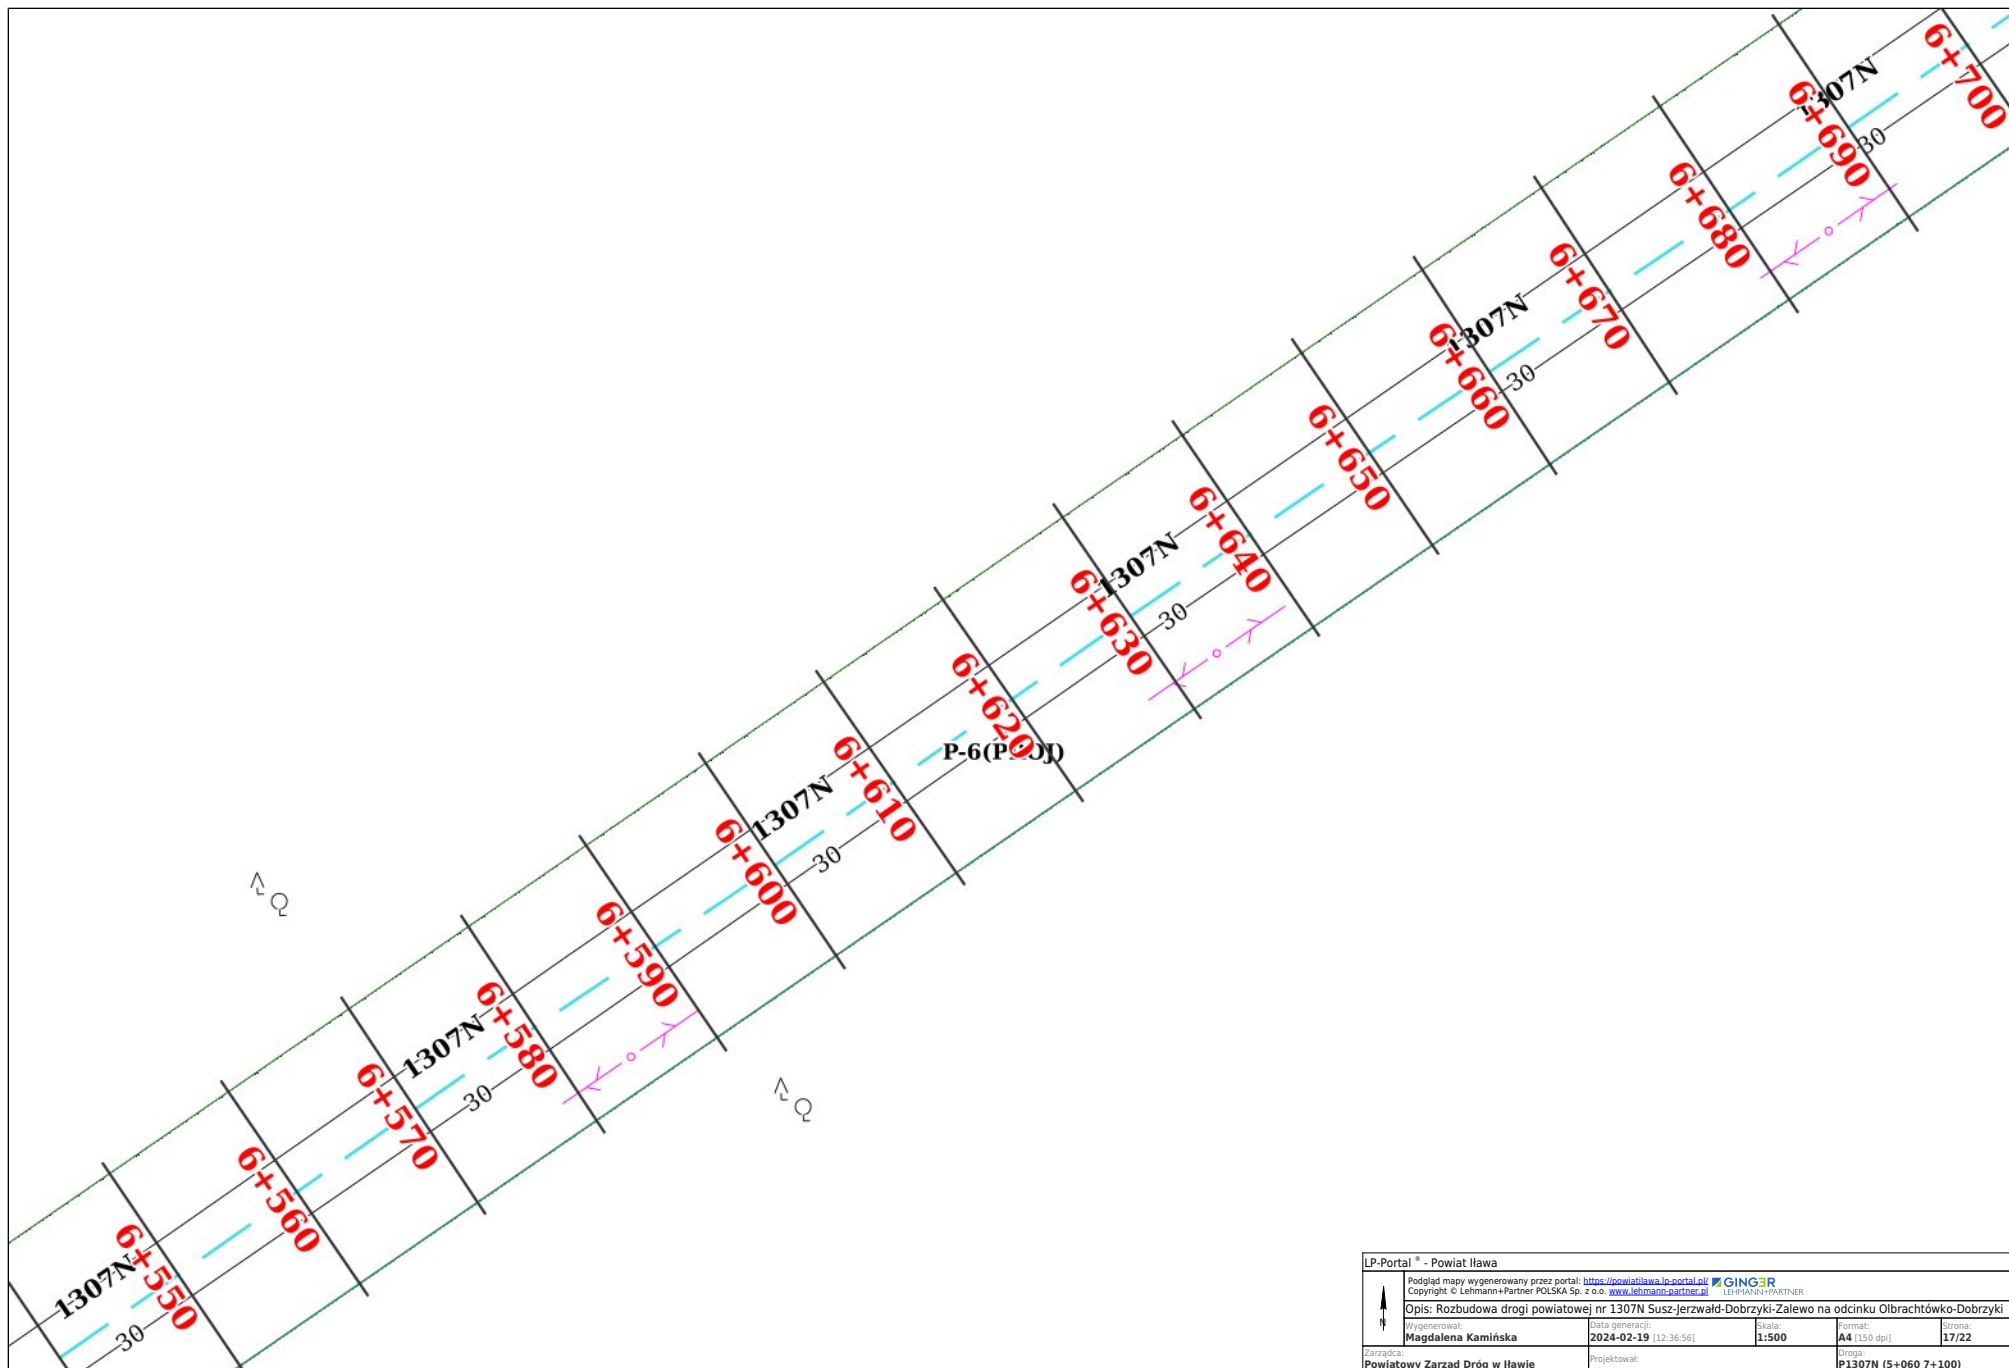 6+700
1307N
6+690
30
6+680
6+670
1307N
6+660
30
6+650
6+640
1307N
6+630
30
6+620
6+610
1307N
6+600
30
6+590
6+580
1307N
30
6+570
6+560
6+550
1307N
30
Q
Q
LP-Portal ® - Powiat Iława
Podgląd mapy wygenerowany przez portal: https://powiatilawa.lp-portal.pl/ GINGER
Copyright © Lehmann+Partner POLSKA Sp. z o.o. www.lehmann-partner.pl LEHMANN+PARTNER
N
Opis: Rozbudowa drogi powiatowej nr 1307N Susz-Jerzwałd-Dobrzyki-Zalewo na odcinku Olbrachtówko-Dobrzyki
Wygenerował: Data generacji: Skala: Format: Strona:
Magdalena Kamińska 2024-02-19 [12:36:56] 1:500 A4 [150 dpi] 17/22
Zarządca: Projektował: Droga:
Powiatowy Zarząd Dróg w Iławie P1307N (5+060 7+100)